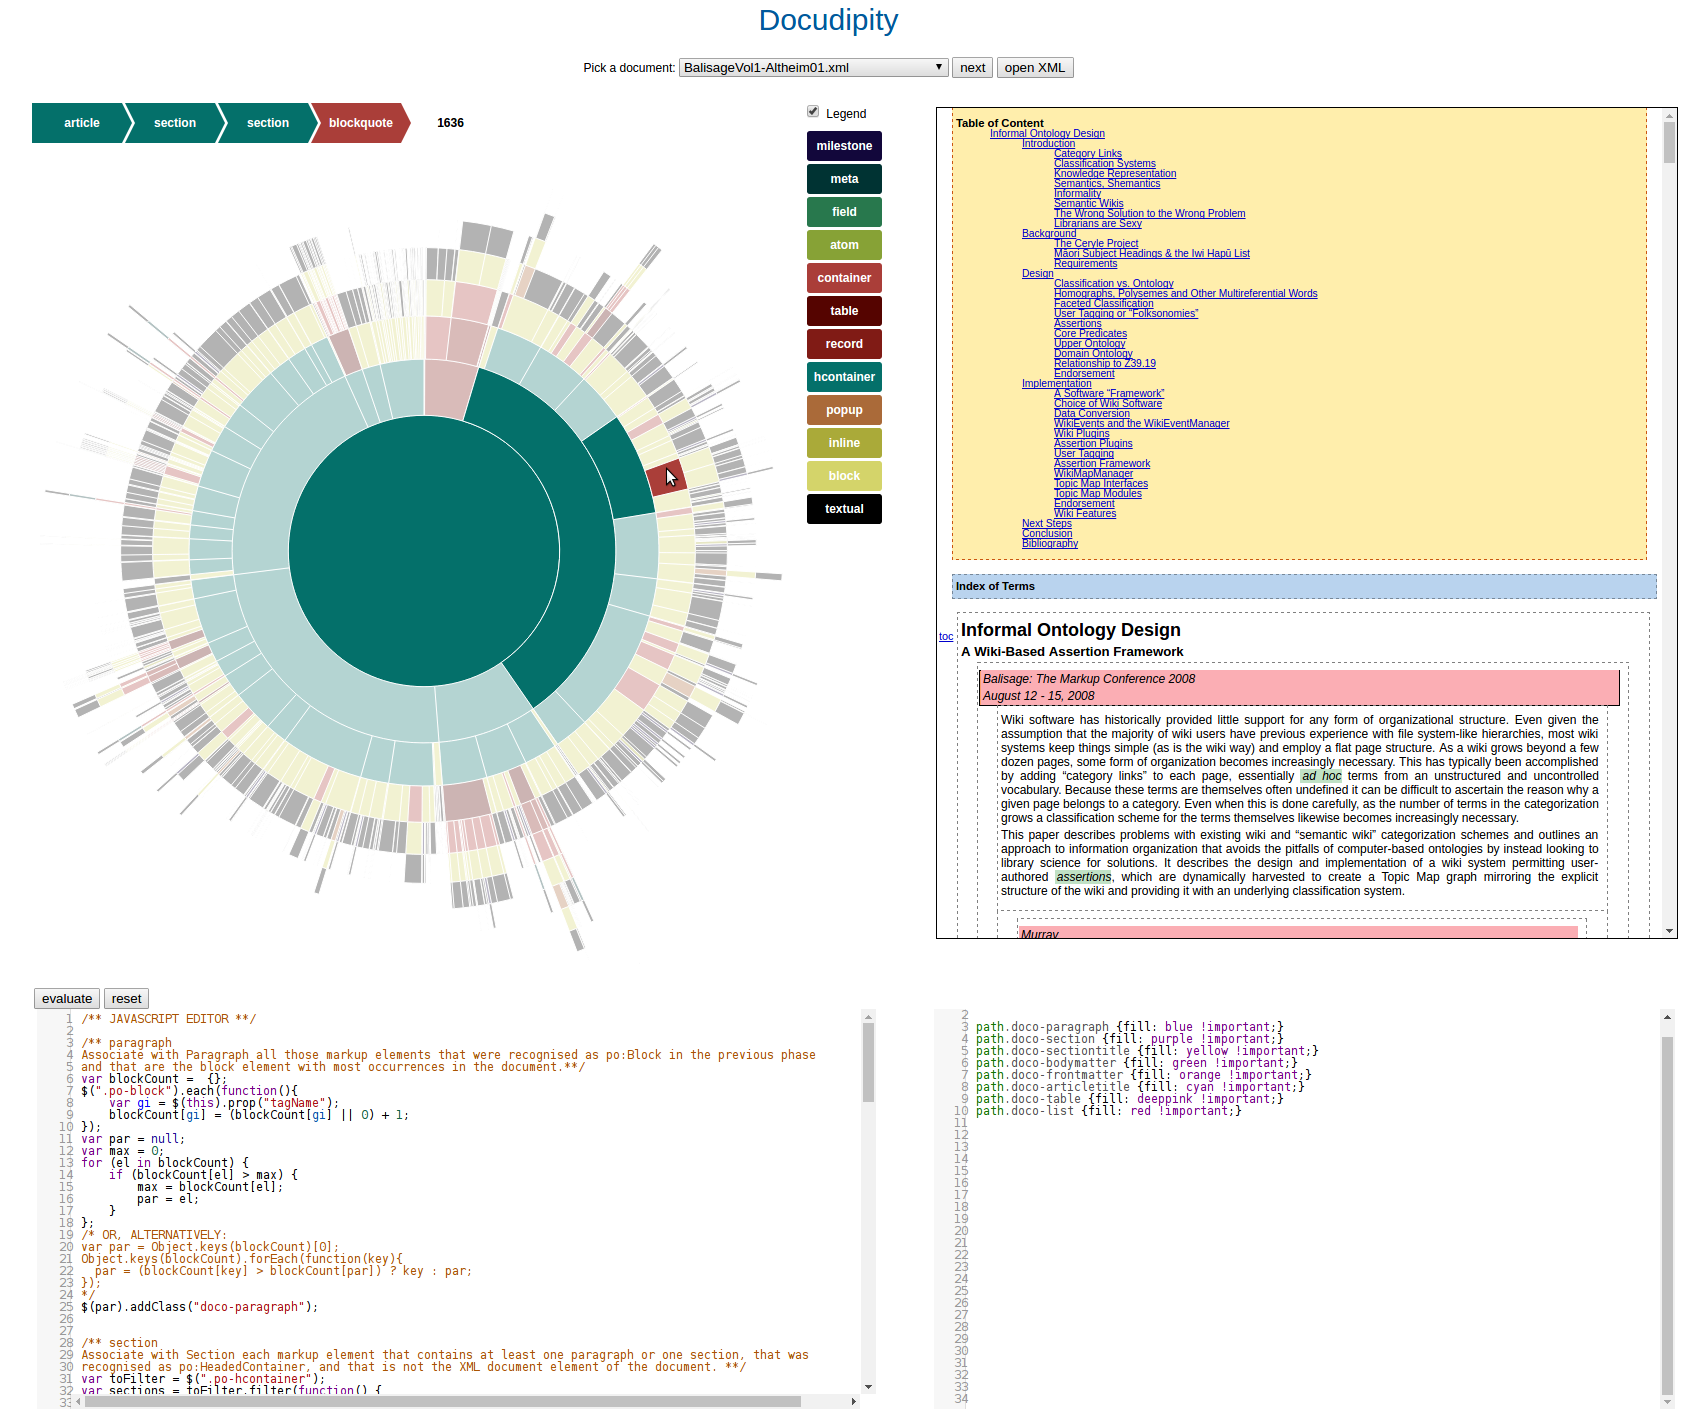 Docudipity
Pick a document: BalisageVol1-Altheim01.xml next open XML
article section section blockquote 1636
Legend
milestone
meta
field
atom
container
table
record
hcontainer
popup
inline
block
textual
Table of Content
Informal Ontology Design
Introduction
Category Links
Classification Systems
Knowledge Representation
Semantics, Shemantics
Informality
Semantic Wikis
The Wrong Solution to the Wrong Problem
Librarians are Sexy
Background
The Ceryle Project
Māori Subject Headings & the Iwi Hapū List
Requirements
Design
Classification vs. Ontology
Homographs, Polysemes and Other Multireferential Words
Faceted Classification
User Tagging or “Folksonomies”
Assertions
Core Predicates
Upper Ontology
Domain Ontology
Relationship to Z39.19
Endorsement
Implementation
A Software “Framework”
Choice of Wiki Software
Data Conversion
WikiEvents and the WikiEventManager
Wiki Plugins
Assertion Plugins
User Tagging
Assertion Framework
WikiMapManager
Topic Map Interfaces
Topic Map Modules
Endorsement
Wiki Features
Next Steps
Conclusion
Bibliography
Index of Terms
toc
Informal Ontology Design
A Wiki-Based Assertion Framework
Balisage: The Markup Conference 2008
August 12 - 15, 2008
Wiki software has historically provided little support for any form of organizational structure. Even given the
assumption that the majority of wiki users have previous experience with file system-like hierarchies, most wiki
systems keep things simple (as is the wiki way) and employ a flat page structure. As a wiki grows beyond a few
dozen pages, some form of organization becomes increasingly necessary. This has typically been accomplished
by adding “category links” to each page, essentially ad hoc terms from an unstructured and uncontrolled
vocabulary. Because these terms are themselves often undefined it can be difficult to ascertain the reason why a
given page belongs to a category. Even when this is done carefully, as the number of terms in the categorization
grows a classification scheme for the terms themselves likewise becomes increasingly necessary.
This paper describes problems with existing wiki and “semantic wiki” categorization schemes and outlines an
approach to information organization that avoids the pitfalls of computer-based ontologies by instead looking to
library science for solutions. It describes the design and implementation of a wiki system permitting user-
authored assertions, which are dynamically harvested to create a Topic Map graph mirroring the explicit
structure of the wiki and providing it with an underlying classification system.
Murray
evaluate reset
1 /** JAVASCRIPT EDITOR **/
2
3 /** paragraph
4 Associate with Paragraph all those markup elements that were recognised as po:Block in the previous phase
5 and that are the block element with most occurrences in the document.**/
6 var blockCount =  {};
7 $(".po-block").each(function(){
8     var gi = $(this).prop("tagName");
9     blockCount[gi] = (blockCount[gi] || 0) + 1;
10 });
11 var par = null;
12 var max = 0;
13 for (el in blockCount) {
14     if (blockCount[el] > max) {
15         max = blockCount[el];
16         par = el;
17     }
18 };
19 /* OR, ALTERNATIVELY:
20 var par = Object.keys(blockCount)[0];
21 Object.keys(blockCount).forEach(function(key){
22   par = (blockCount[key] > blockCount[par]) ? key : par;
23 });
24 */
25 $(par).addClass("doco-paragraph");
26
27
28 /** section
29 Associate with Section each markup element that contains at least one paragraph or one section, that was
30 recognised as po:HeadedContainer, and that is not the XML document element of the document. **/
31 var toFilter = $(".po-hcontainer");
32 var sections = toFilter.filter(function() {
33
2
3 path.doco-paragraph {fill: blue !important;}
4 path.doco-section {fill: purple !important;}
5 path.doco-sectiontitle {fill: yellow !important;}
6 path.doco-bodymatter {fill: green !important;}
7 path.doco-frontmatter {fill: orange !important;}
8 path.doco-articletitle {fill: cyan !important;}
9 path.doco-table {fill: deeppink !important;}
10 path.doco-list {fill: red !important;}
11
12
13
14
15
16
17
18
19
20
21
22
23
24
25
26
27
28
29
30
31
32
33
34